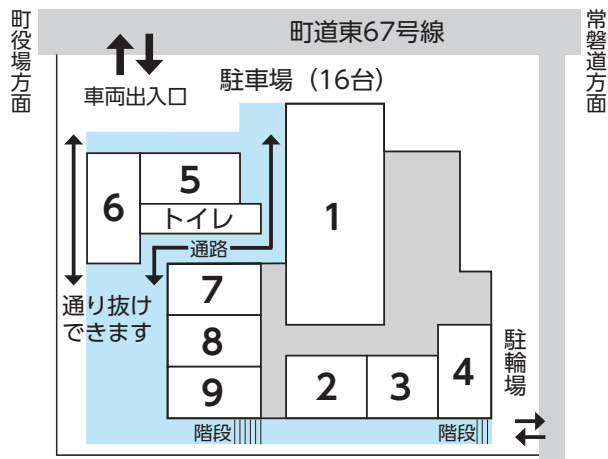 町役場方面
町道東67号線
常磐道方面
車両出入口
駐車場（16台）
5
6
トイレ
1
通路
7
通り抜け
できます
8
9
2
3
4
駐輪場
階段
階段